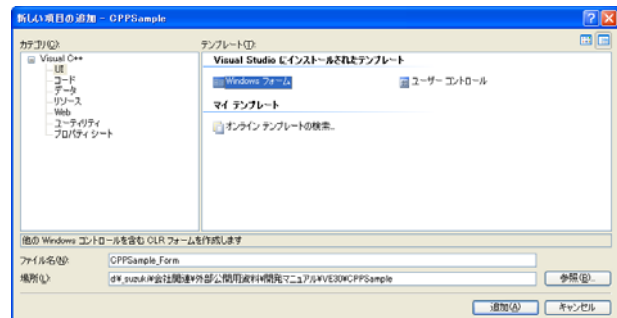 新しい項目の追加 - CPPSample
カテゴリ(C):
テンプレート(T):
Visual C++
UI
コード
データ
リソース
Web
ユーティリティ
プロパティ シート
Visual Studio にインストールされたテンプレート
Windows フォーム
ユーザー コントロール
マイ テンプレート
オンライン テンプレートの検索...
他の Windows コントロールを含む CLR フォームを作成します
ファイル名(N):
CPPSample_Form
場所(L):
d¥_suzuki¥会社関連¥外部公開用資料¥開発マニュアル¥VE30¥CPPSample
参照(B)...
追加(A)
キャンセル